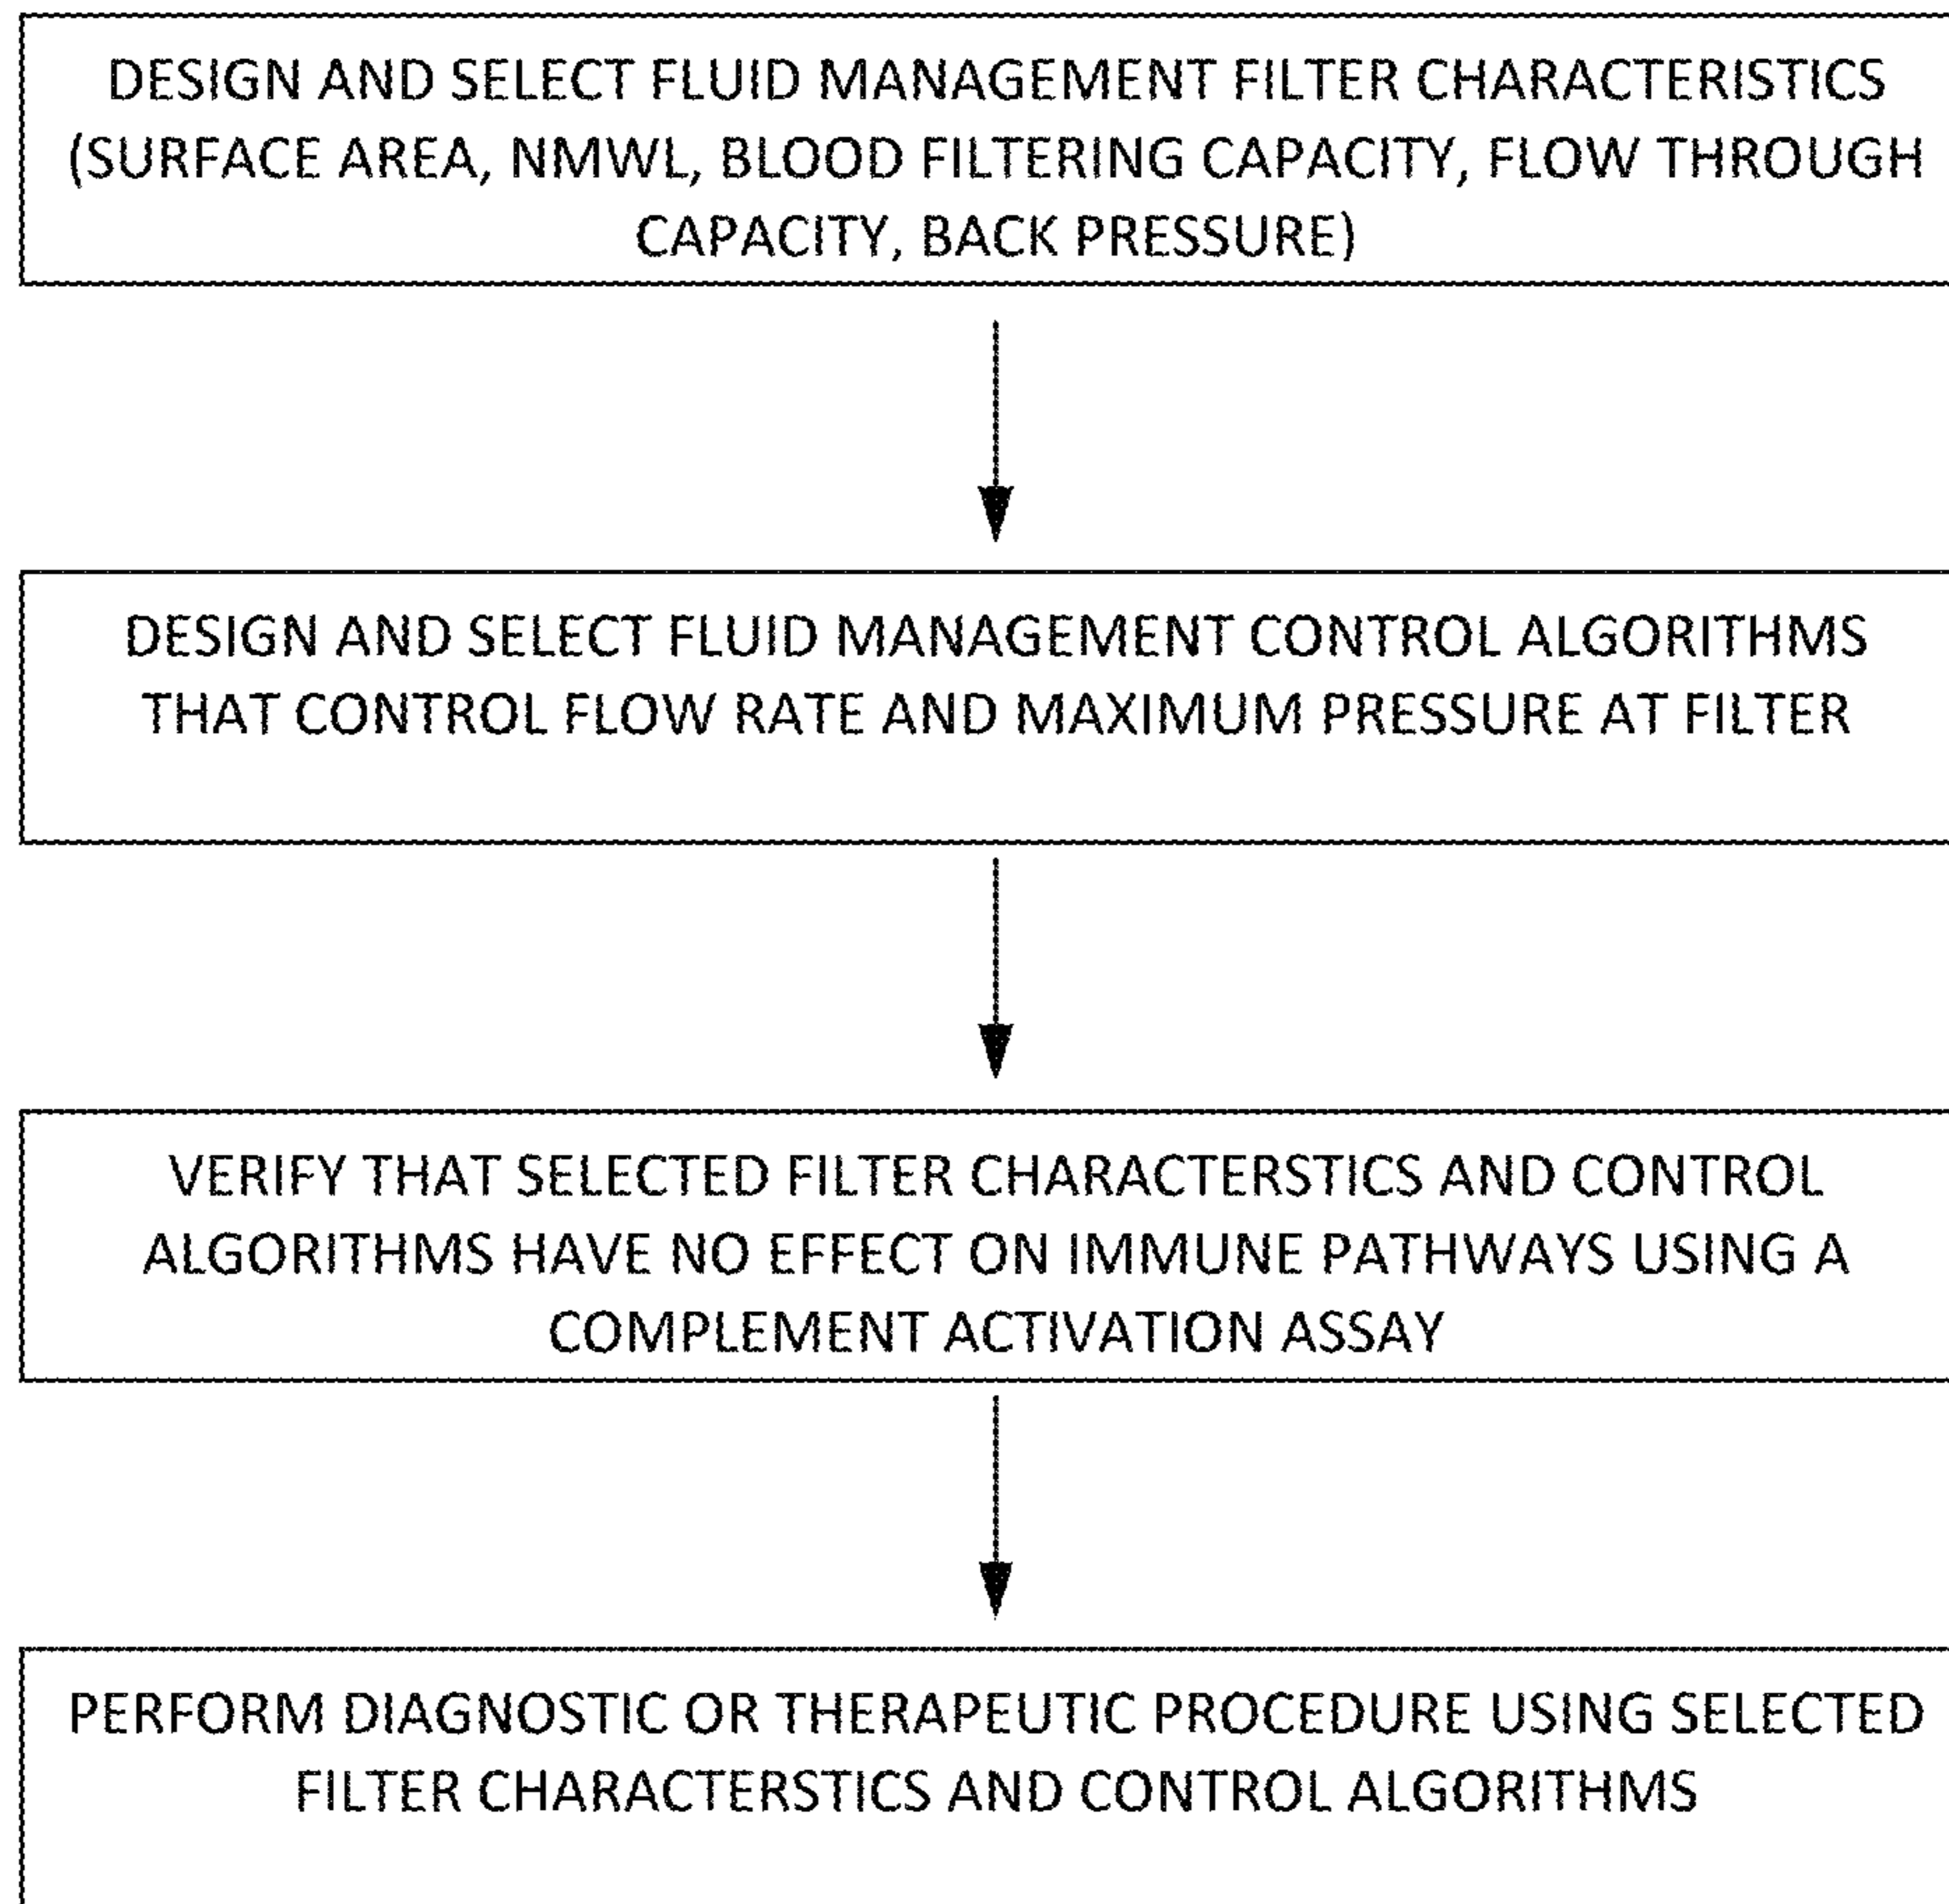 DESIGN AND SELECT FLUID MANAGEMENT FILTER CHARACTERISTICS
(SURFACE AREA, NMWL, BLOOD FILTERING CAPACITY, FLOW THROUGH
CAPACITY, BACK PRESSURE)
DESIGN AND SELECT FLUID MANAGEMENT CONTROL ALGORITHMS
THAT CONTROL FLOW RATE AND MAXIMUM PRESSURE AT FILTER
VERIFY THAT SELECTED FILTER CHARACTERSTICS AND CONTROL
ALGORITHMS HAVE NO EFFECT ON IMMUNE PATHWAYS USING A
COMPLEMENT ACTIVATION ASSAY
PERFORM DIAGNOSTIC OR THERAPEUTIC PROCEDURE USING SELECTED
FILTER CHARACTERSTICS AND CONTROL ALGORITHMS